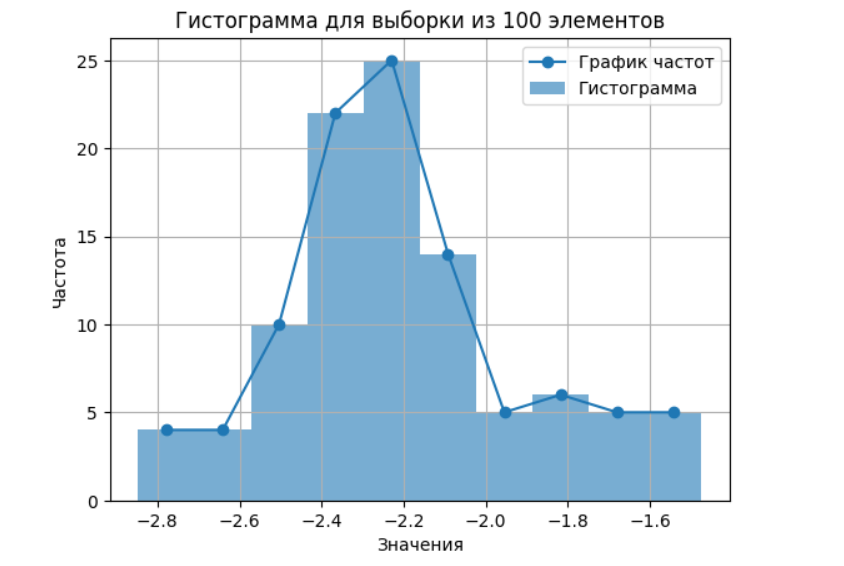 Гистограмма для выборки из 100 элементов
График частот
Гистограмма
Частота
25
20
15
10
5
0
−2.8 −2.6 −2.4 −2.2 −2.0 −1.8 −1.6
Значения